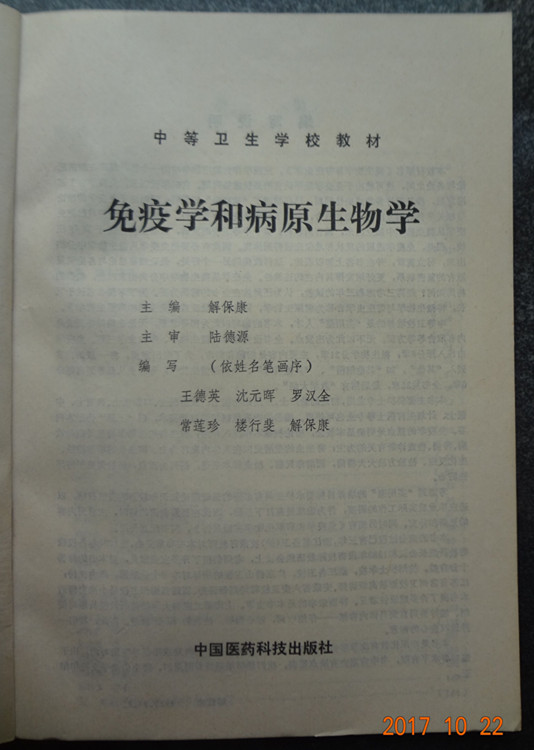 中等卫生学校教材
免疫学和病原生物学
主编 解保康
主审 陆德源
编写 (依姓名笔画序)
王德英 沈元晖 罗汉全
常莲珍 楼行斐 解保康
中国医药科技出版社
2017 10 22